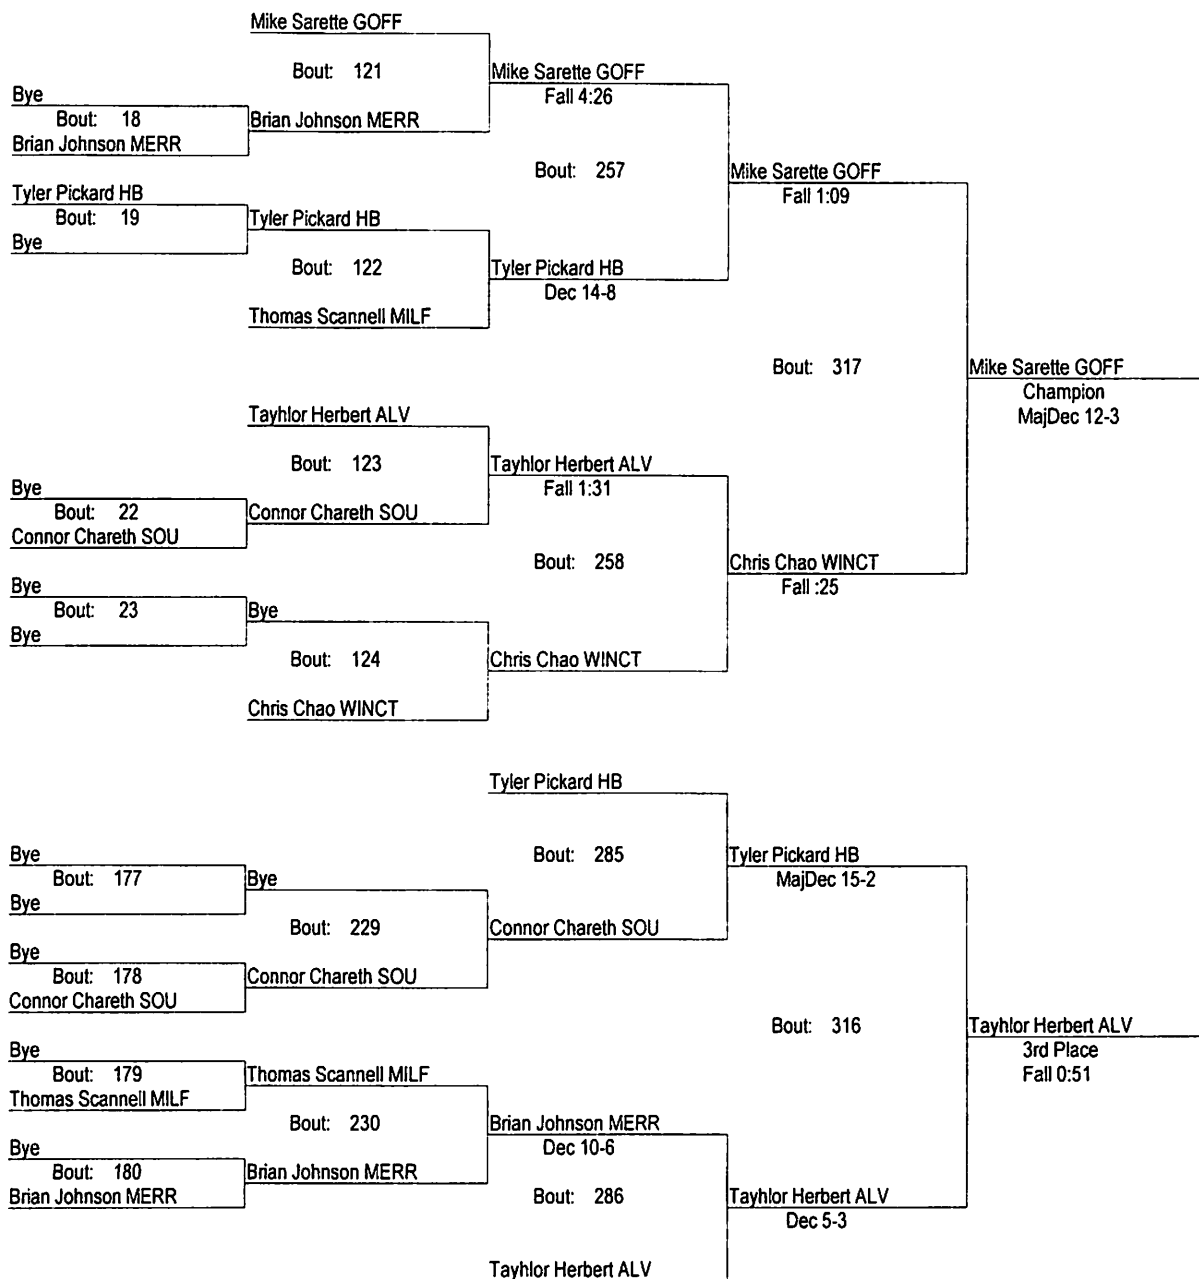 Mike Sarette GOFF
Bout: 121
Mike Sarette GOFF
Fall 4:26
Bye
Bout: 18
Brian Johnson MERR
Brian Johnson MERR
Bout: 257
Mike Sarette GOFF
Fall 1:09
Tyler Pickard HB
Bout: 19
Tyler Pickard HB
Bye
Bout: 122
Tyler Pickard HB
Dec 14-8
Thomas Scannell MILF
Bout: 317
Mike Sarette GOFF
Champion
MajDec 12-3
Tayhlor Herbert ALV
Bout: 123
Tayhlor Herbert ALV
Fall 1:31
Bye
Bout: 22
Connor Chareth SOU
Connor Chareth SOU
Bout: 258
Chris Chao WINCT
Fall :25
Bye
Bout: 23
Bye
Bye
Bout: 124
Chris Chao WINCT
Chris Chao WINCT
Tyler Pickard HB
Bout: 285
Tyler Pickard HB
MajDec 15-2
Bye
Bout: 177
Bye
Bye
Bout: 229
Connor Chareth SOU
Bye
Bout: 178
Connor Chareth SOU
Connor Chareth SOU
Bout: 316
Tayhlor Herbert ALV
3rd Place
Fall 0:51
Bye
Bout: 179
Thomas Scannell MILF
Thomas Scannell MILF
Bout: 230
Brian Johnson MERR
Dec 10-6
Bye
Bout: 180
Brian Johnson MERR
Brian Johnson MERR
Bout: 286
Tayhlor Herbert ALV
Dec 5-3
Tayhlor Herbert ALV